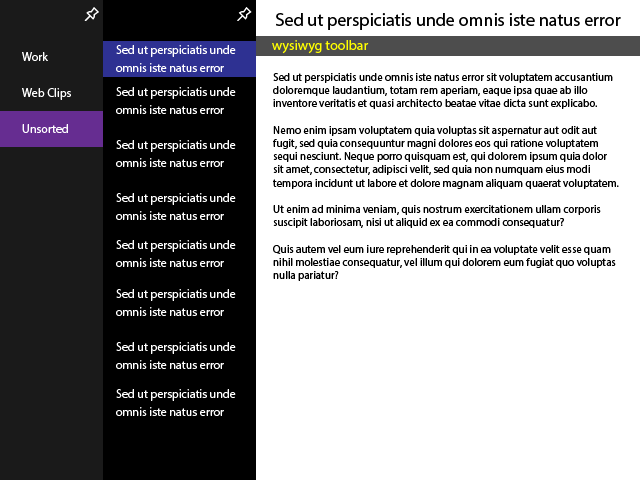 Work
Web Clips
Unsorted
Sed ut perspiciatis unde
omnis iste natus error
Sed ut perspiciatis unde
omnis iste natus error
Sed ut perspiciatis unde
omnis iste natus error
Sed ut perspiciatis unde
omnis iste natus error
Sed ut perspiciatis unde
omnis iste natus error
Sed ut perspiciatis unde
omnis iste natus error
Sed ut perspiciatis unde
omnis iste natus error
Sed ut perspiciatis unde
omnis iste natus error
Sed ut perspiciatis unde omnis iste natus error
wysiwyg toolbar
Sed ut perspiciatis unde omnis iste natus error sit voluptatem accusantium
doloremque laudantium, totam rem aperiam, eaque ipsa quae ab illo
inventore veritatis et quasi architecto beatae vitae dicta sunt explicabo.
Nemo enim ipsam voluptatem quia voluptas sit aspernatur aut odit aut
fugit, sed quia consequuntur magni dolores eos qui ratione voluptatem
sequi nesciunt. Neque porro quisquam est, qui dolorem ipsum quia dolor
sit amet, consectetur, adipisci velit, sed quia non numquam eius modi
tempora incidunt ut labore et dolore magnam aliquam quaerat voluptatem.
Ut enim ad minima veniam, quis nostrum exercitationem ullam corporis
suscipit laboriosam, nisi ut aliquid ex ea commodi consequatur?
Quis autem vel eum iure reprehenderit qui in ea voluptate velit esse quam
nihil molestiae consequatur, vel illum qui dolorem eum fugiat quo voluptas
nulla pariatur?